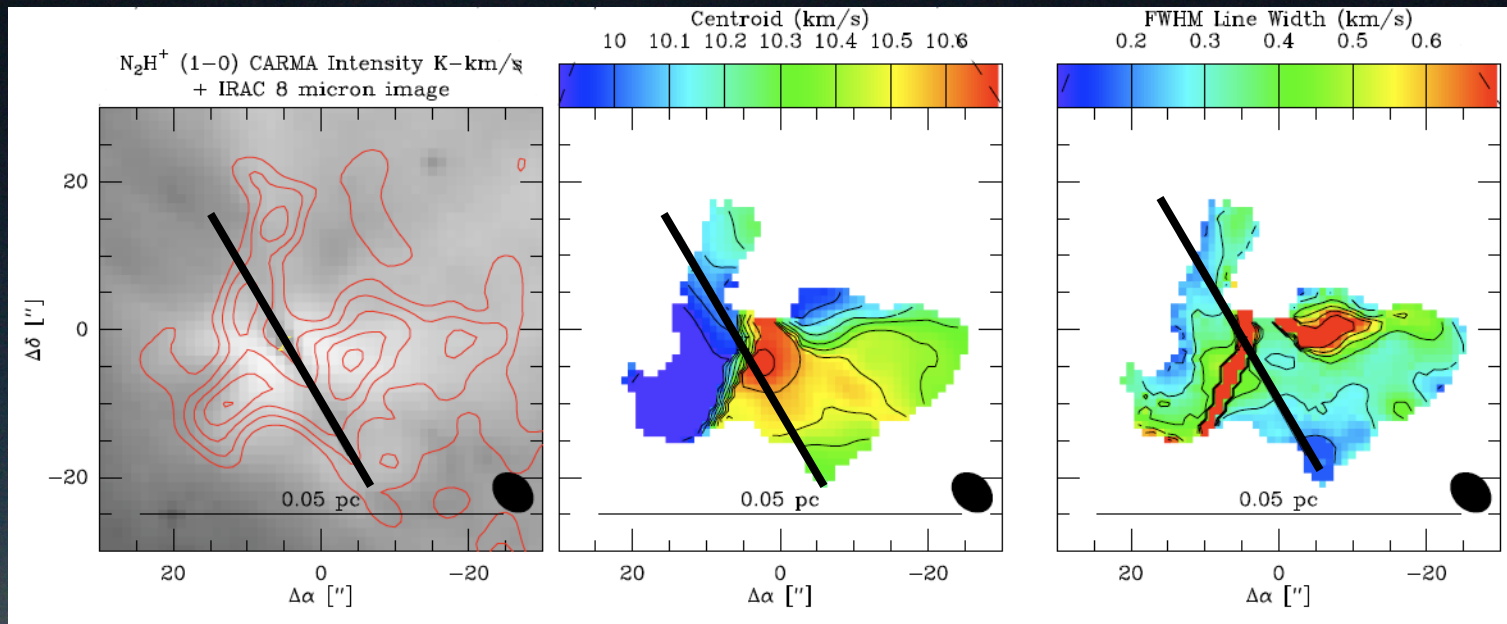 N₂H⁺ (1−0) CARMA Intensity K−km/s
+ IRAC 8 micron image
20
0
−20
Δδ [″]
0.05 pc
20 0 −20
Δα [″]
Centroid (km/s)
10 10.1 10.2 10.3 10.4 10.5 10.6
0.05 pc
20 0 −20
Δα [″]
FWHM Line Width (km/s)
0.2 0.3 0.4 0.5 0.6
0.05 pc
20 0 −20
Δα [″]